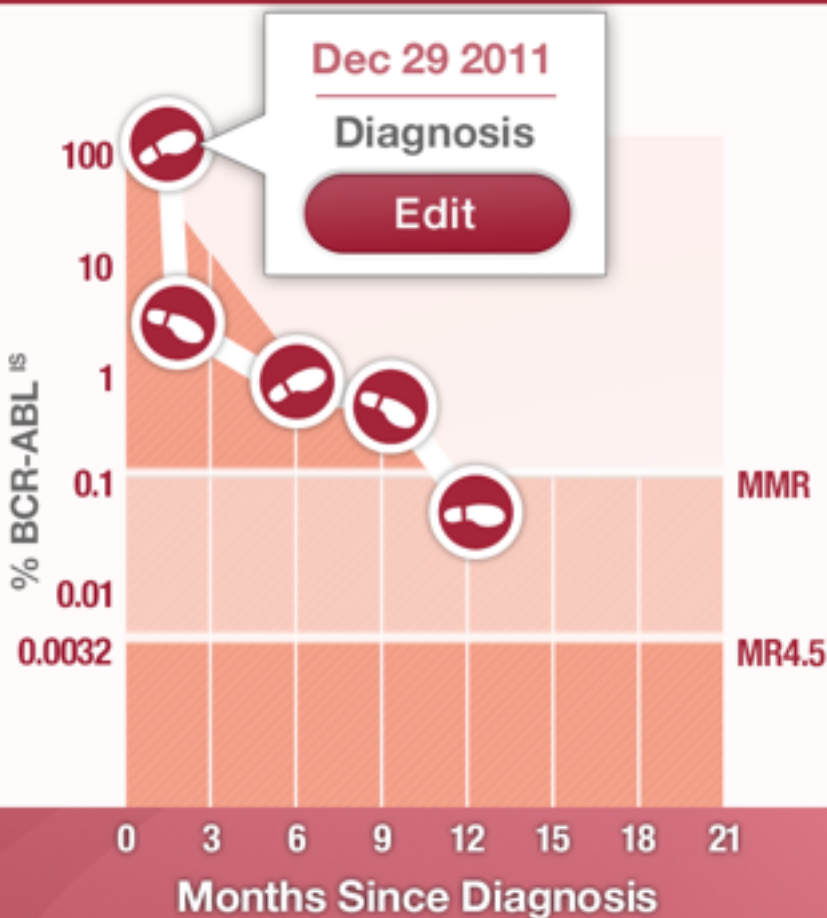 Dec 29 2011
Diagnosis
Edit
% BCR-ABL IS
100
10
1
0.1
0.01
0.0032
MMR
MR4.5
0 3 6 9 12 15 18 21
Months Since Diagnosis